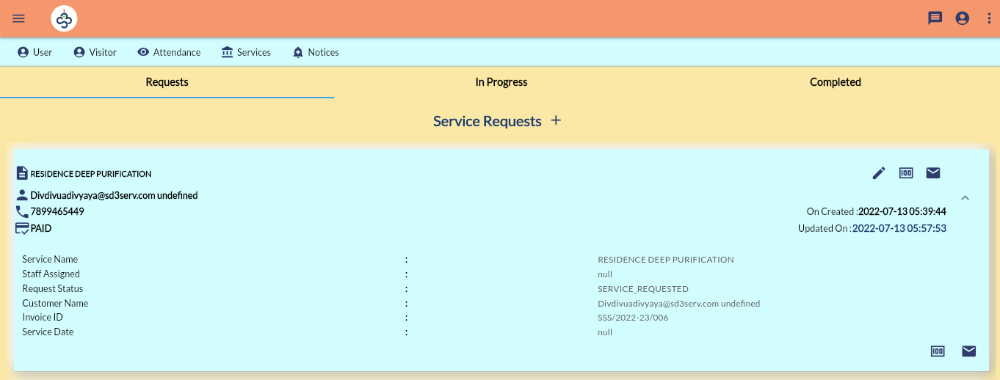 User Visitor Attendance Services Notices
Requests In Progress Completed
Service Requests +
RESIDENCE DEEP PURIFICATION
100
Divdivuadivyaya@sd3serv.com undefined
7899465449 On Created :2022-07-13 05:39:44
PAID Updated On :2022-07-13 05:57:53
Service Name : RESIDENCE DEEP PURIFICATION
Staff Assigned : null
Request Status : SERVICE_REQUESTED
Customer Name : Divdivuadivyaya@sd3serv.com undefined
Invoice ID : SSS/2022-23/006
Service Date : null
100